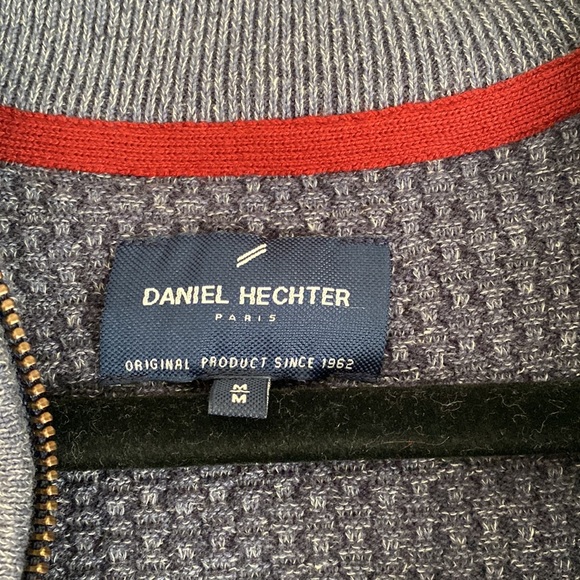 DANIEL HECHTER
PARIS
ORIGINAL PRODUCT SINCE 1962
M
M